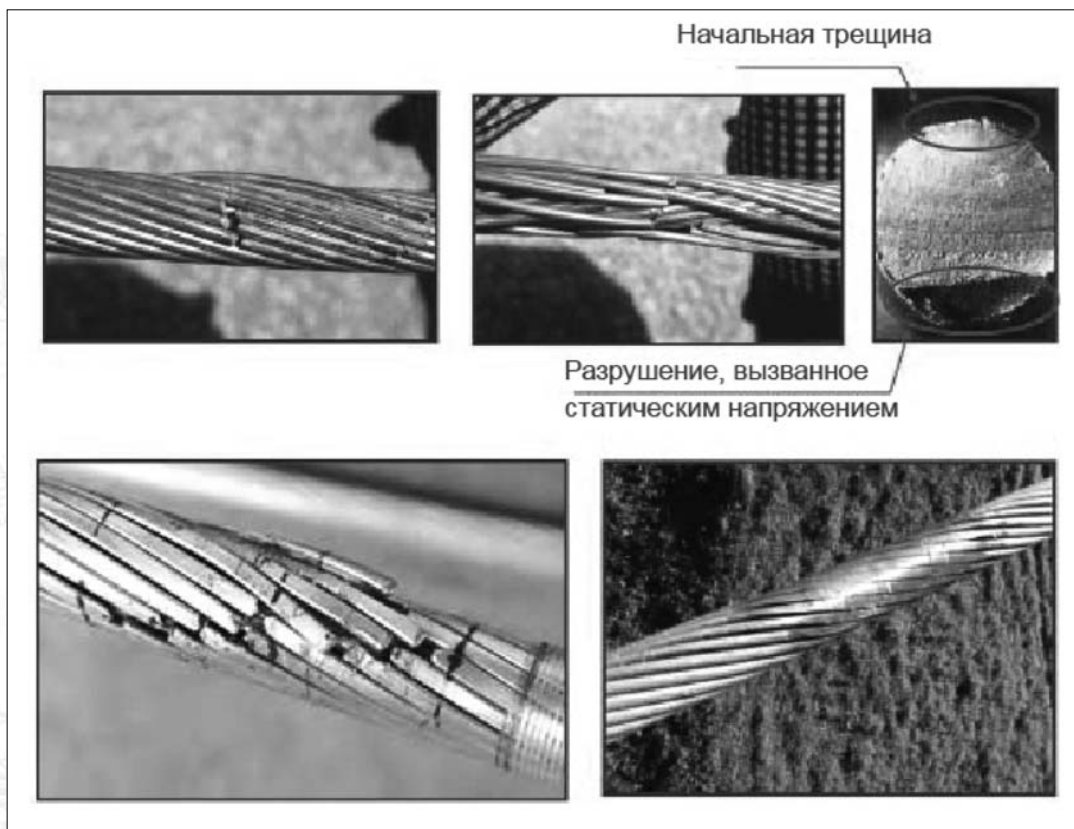 Начальная трещина
Разрушение, вызванное
статическим напряжением